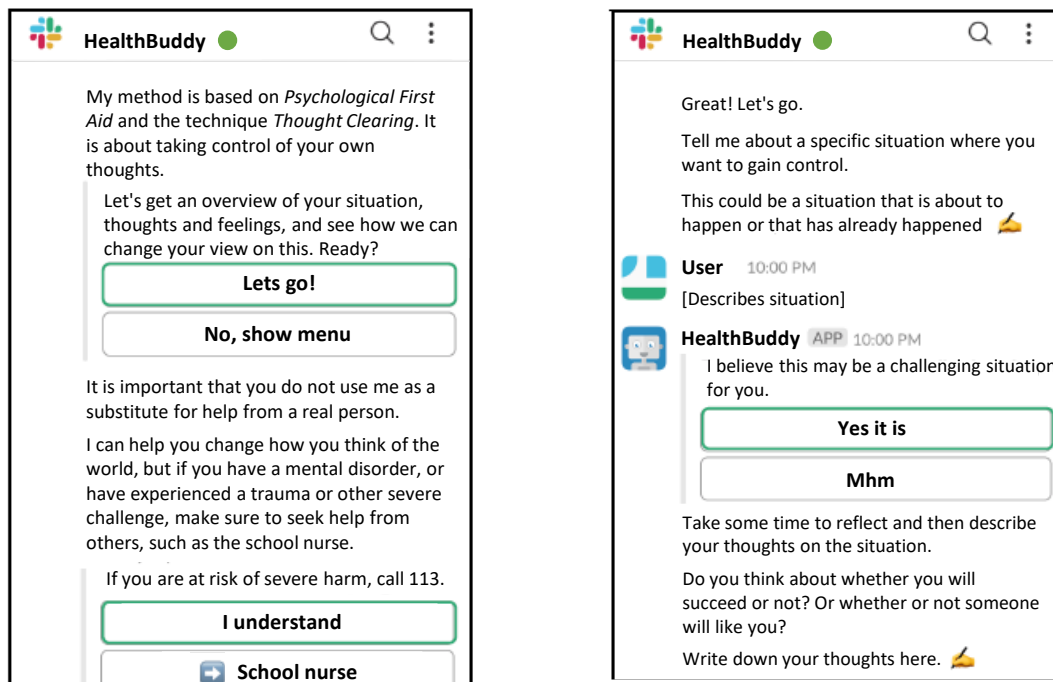 HealthBuddy
My method is based on Psychological First
Aid and the technique Thought Clearing. It
is about taking control of your own
thoughts.
Let's get an overview of your situation,
thoughts and feelings, and see how we can
change your view on this. Ready?
Lets go!
No, show menu
It is important that you do not use me as a
substitute for help from a real person.
I can help you change how you think of the
world, but if you have a mental disorder, or
have experienced a trauma or other severe
challenge, make sure to seek help from
others, such as the school nurse.
If you are at risk of severe harm, call 113.
I understand
School nurse
HealthBuddy
Great! Let's go.
Tell me about a specific situation where you
want to gain control.
This could be a situation that is about to
happen or that has already happened
User 10:00 PM
[Describes situation]
HealthBuddy APP 10:00 PM
I believe this may be a challenging situation
for you.
Yes it is
Mhm
Take some time to reflect and then describe
your thoughts on the situation.
Do you think about whether you will
succeed or not? Or whether or not someone
will like you?
Write down your thoughts here.